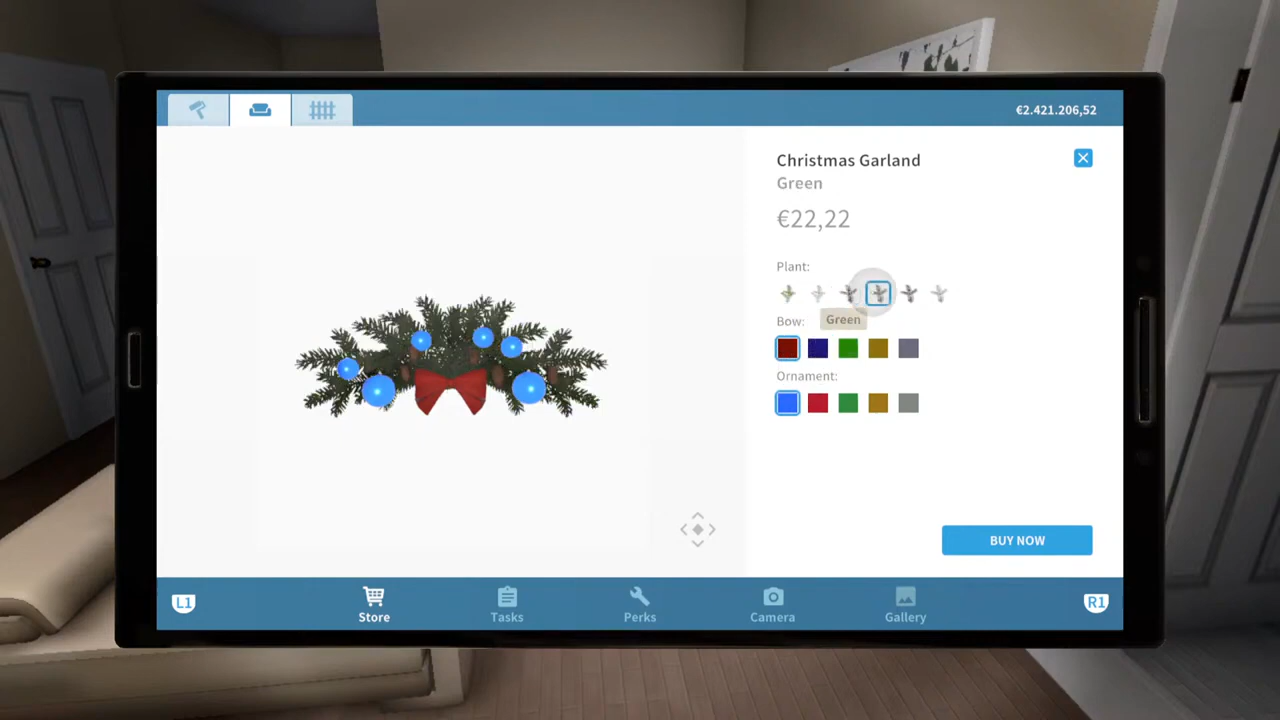 €2.421.206,52
Christmas Garland
Green
€22,22
Plant:
Bow:
Green
Ornament:
BUY NOW
L1
Store
Tasks
Perks
Camera
Gallery
R1